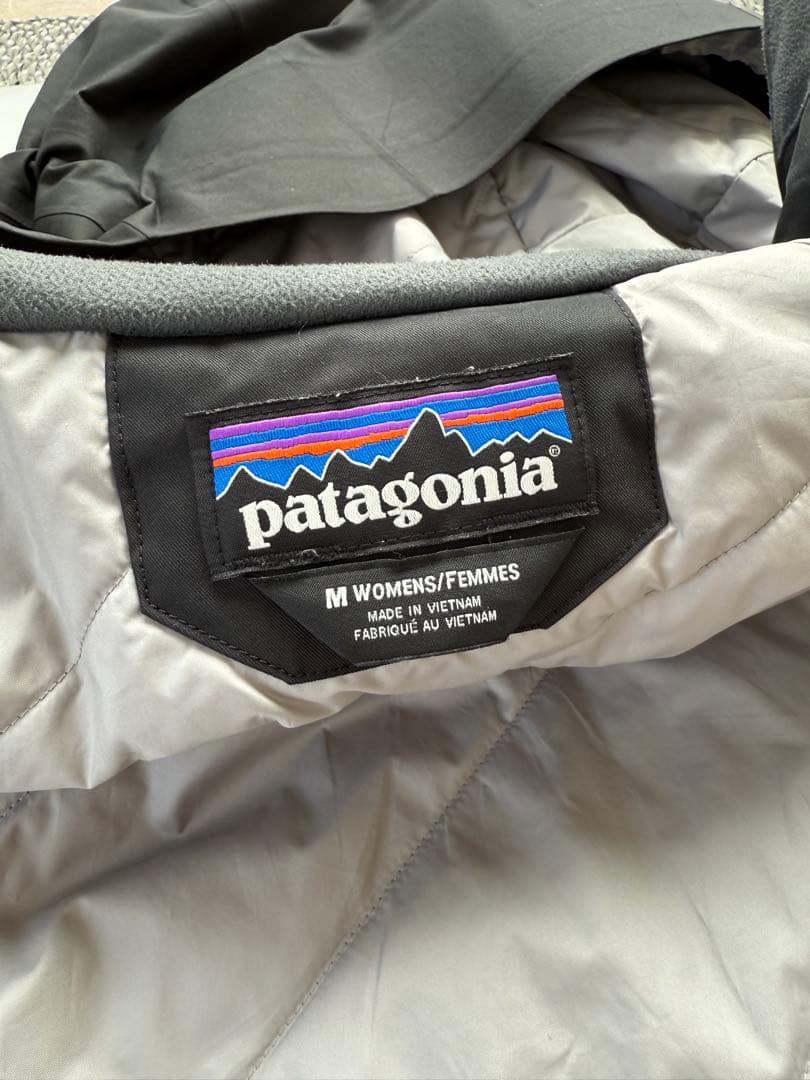 patagonia®
M WOMENS/FEMMES
MADE IN VIETNAM
FABRIQUÉ AU VIETNAM